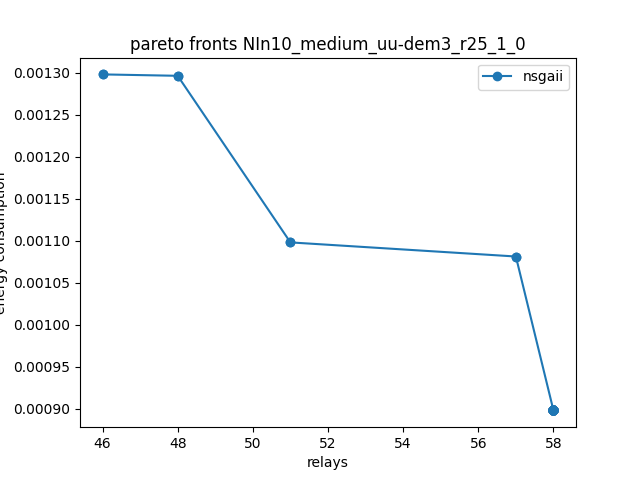 pareto fronts NIn10_medium_uu-dem3_r25_1_0
nsgaii
0.00130
0.00125
0.00120
0.00115
0.00110
0.00105
0.00100
0.00095
0.00090
energy consumption
46 48 50 52 54 56 58
relays